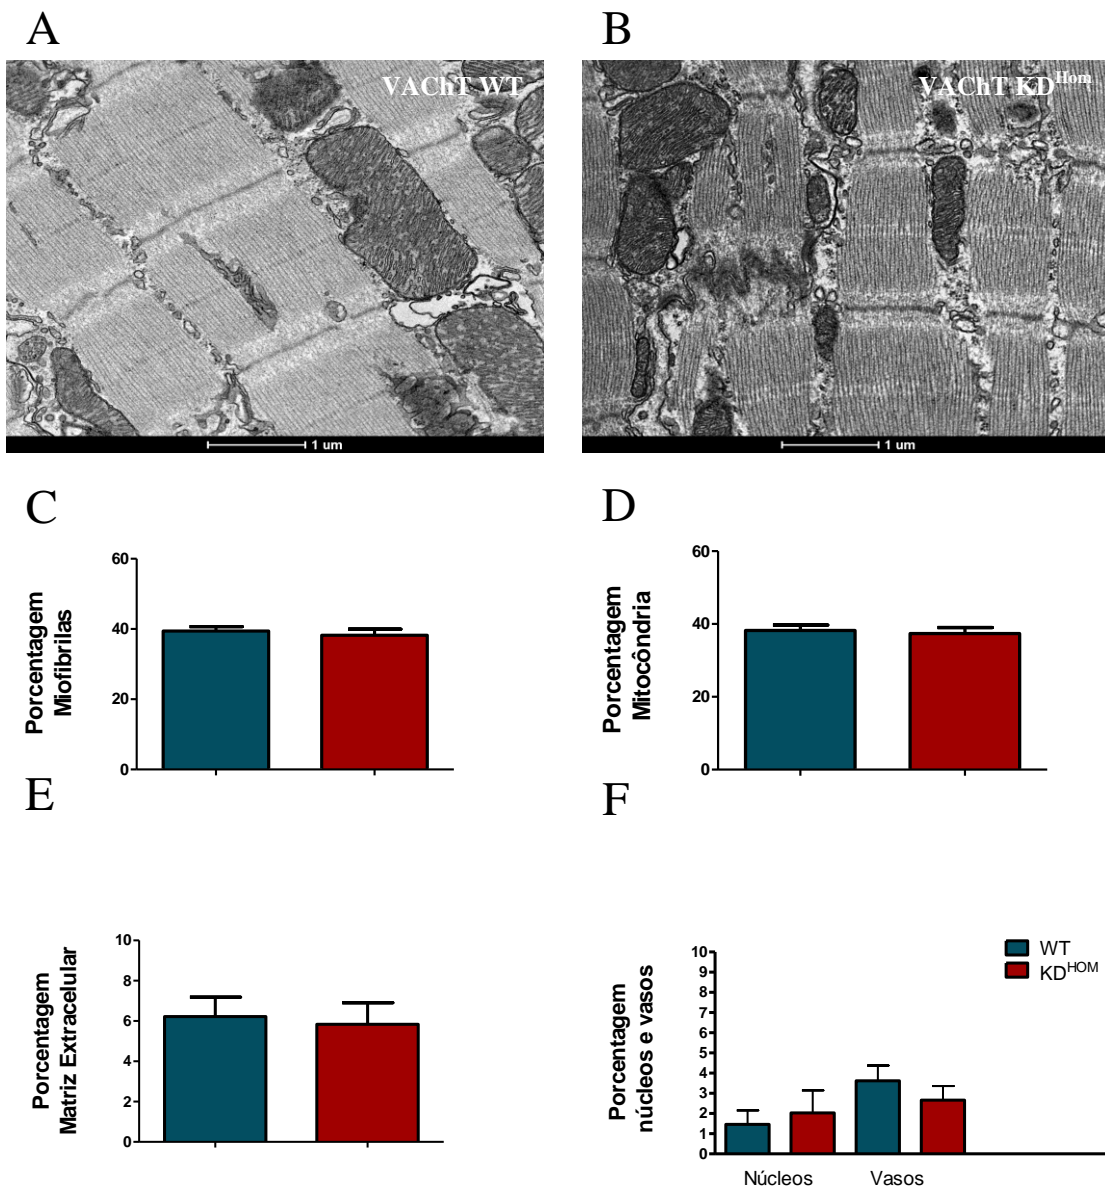 A
B
VAChT WT
VAChT KD^Hom
1 um
1 um
C
D
60
40
20
0
Porcentagem
Miofibrilas
60
40
20
0
Porcentagem
Mitocôndria
E
F
10
8
6
4
2
0
Porcentagem
Matriz Extracelular
10
9
8
7
6
5
4
3
2
1
0
Porcentagem
núcleos e vasos
WT
KD^HOM
Núcleos
Vasos